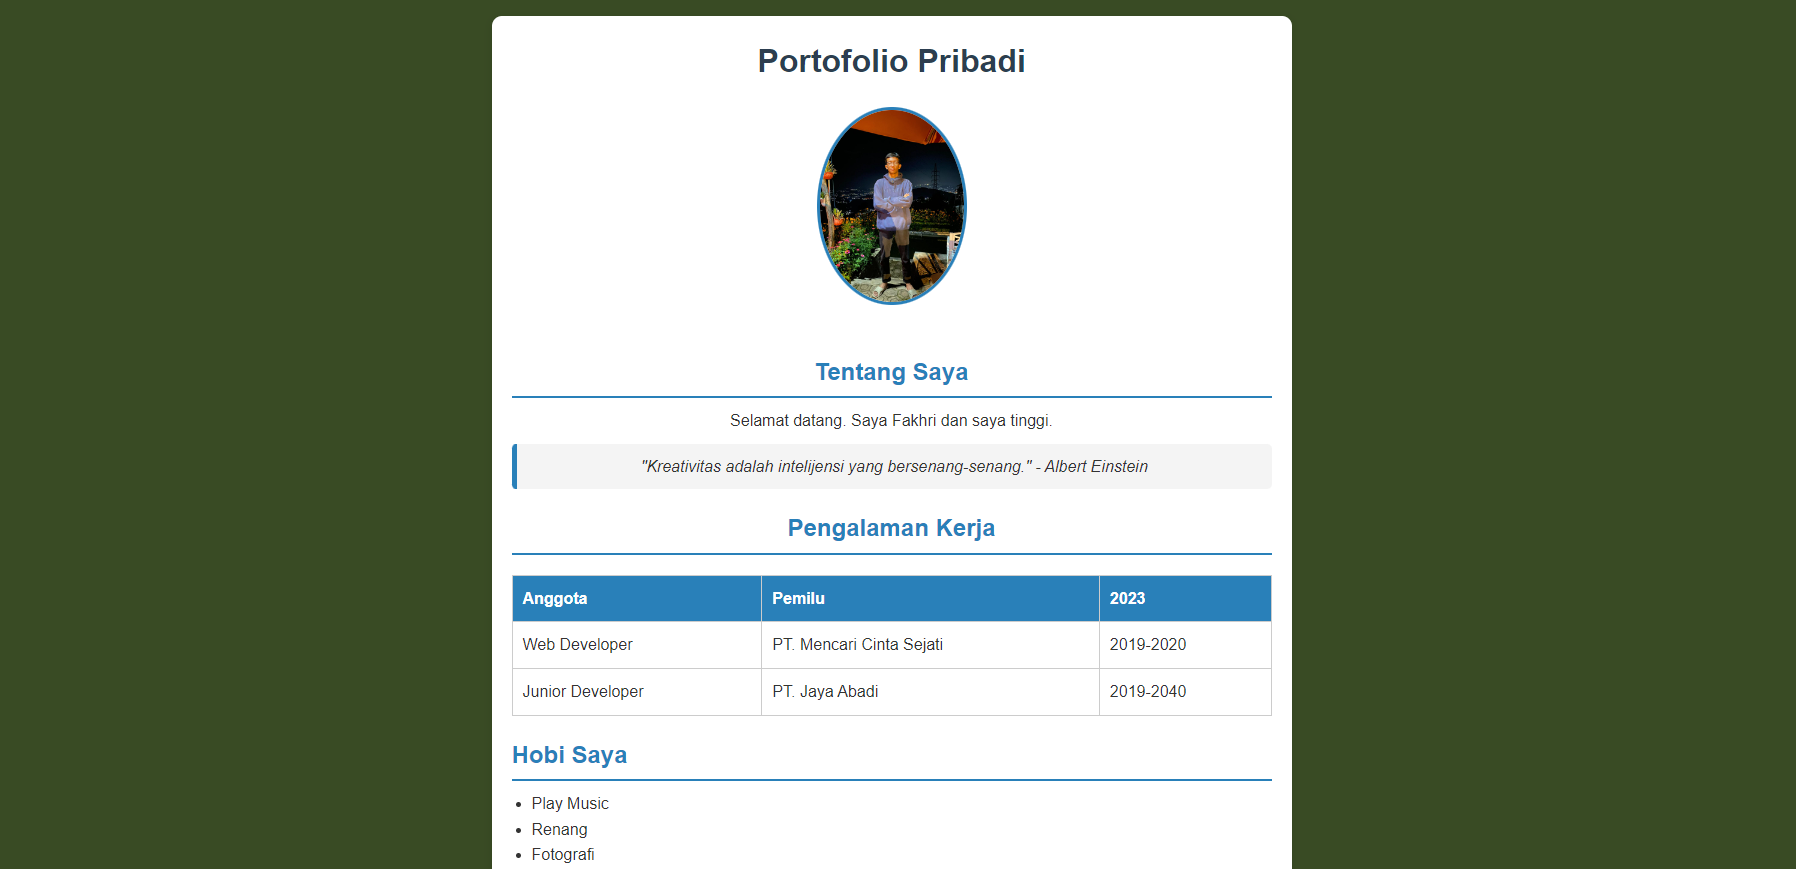 Portofolio Pribadi
Tentang Saya
Selamat datang. Saya Fakhri dan saya tinggi.
"Kreativitas adalah intelijensi yang bersenang-senang." - Albert Einstein
Pengalaman Kerja
Anggota Pemilu 2023
Web Developer PT. Mencari Cinta Sejati 2019-2020
Junior Developer PT. Jaya Abadi 2019-2040
Hobi Saya
Play Music
Renang
Fotografi